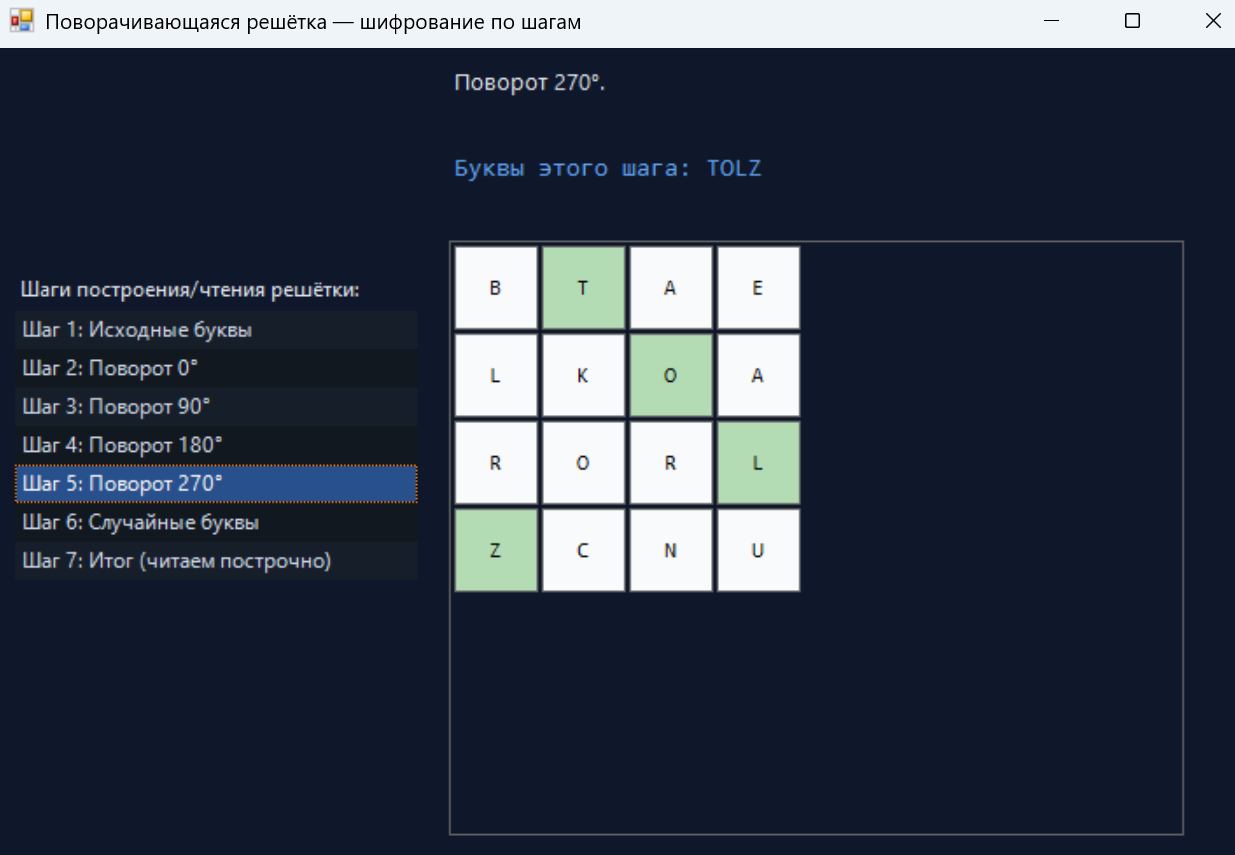 Поворачивающаяся решётка — шифрование по шагам
Поворот 270°.
Буквы этого шага: TOLZ
Шаги построения/чтения решётки:
Шаг 1: Исходные буквы
Шаг 2: Поворот 0°
Шаг 3: Поворот 90°
Шаг 4: Поворот 180°
Шаг 5: Поворот 270°
Шаг 6: Случайные буквы
Шаг 7: Итог (читаем построчно)
B T A E
L K O A
R O R L
Z C N U